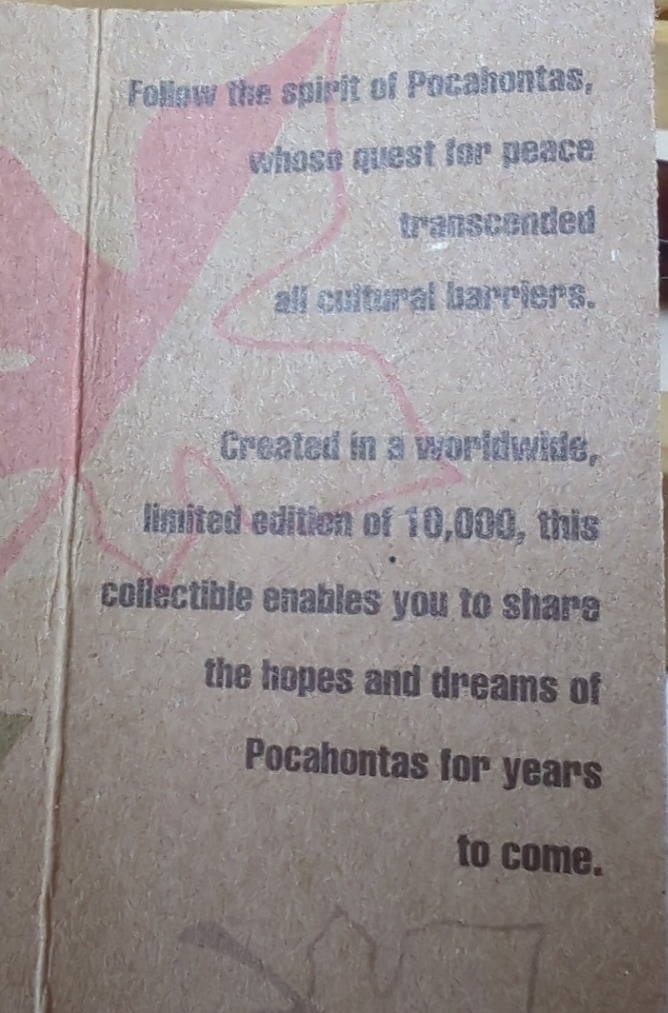 Follow the spirit of Pocahontas,
whose quest for peace
transcended
all cultural barriers.
Created in a worldwide,
limited edition of 10,000, this
collectible enables you to share
the hopes and dreams of
Pocahontas for years
to come.